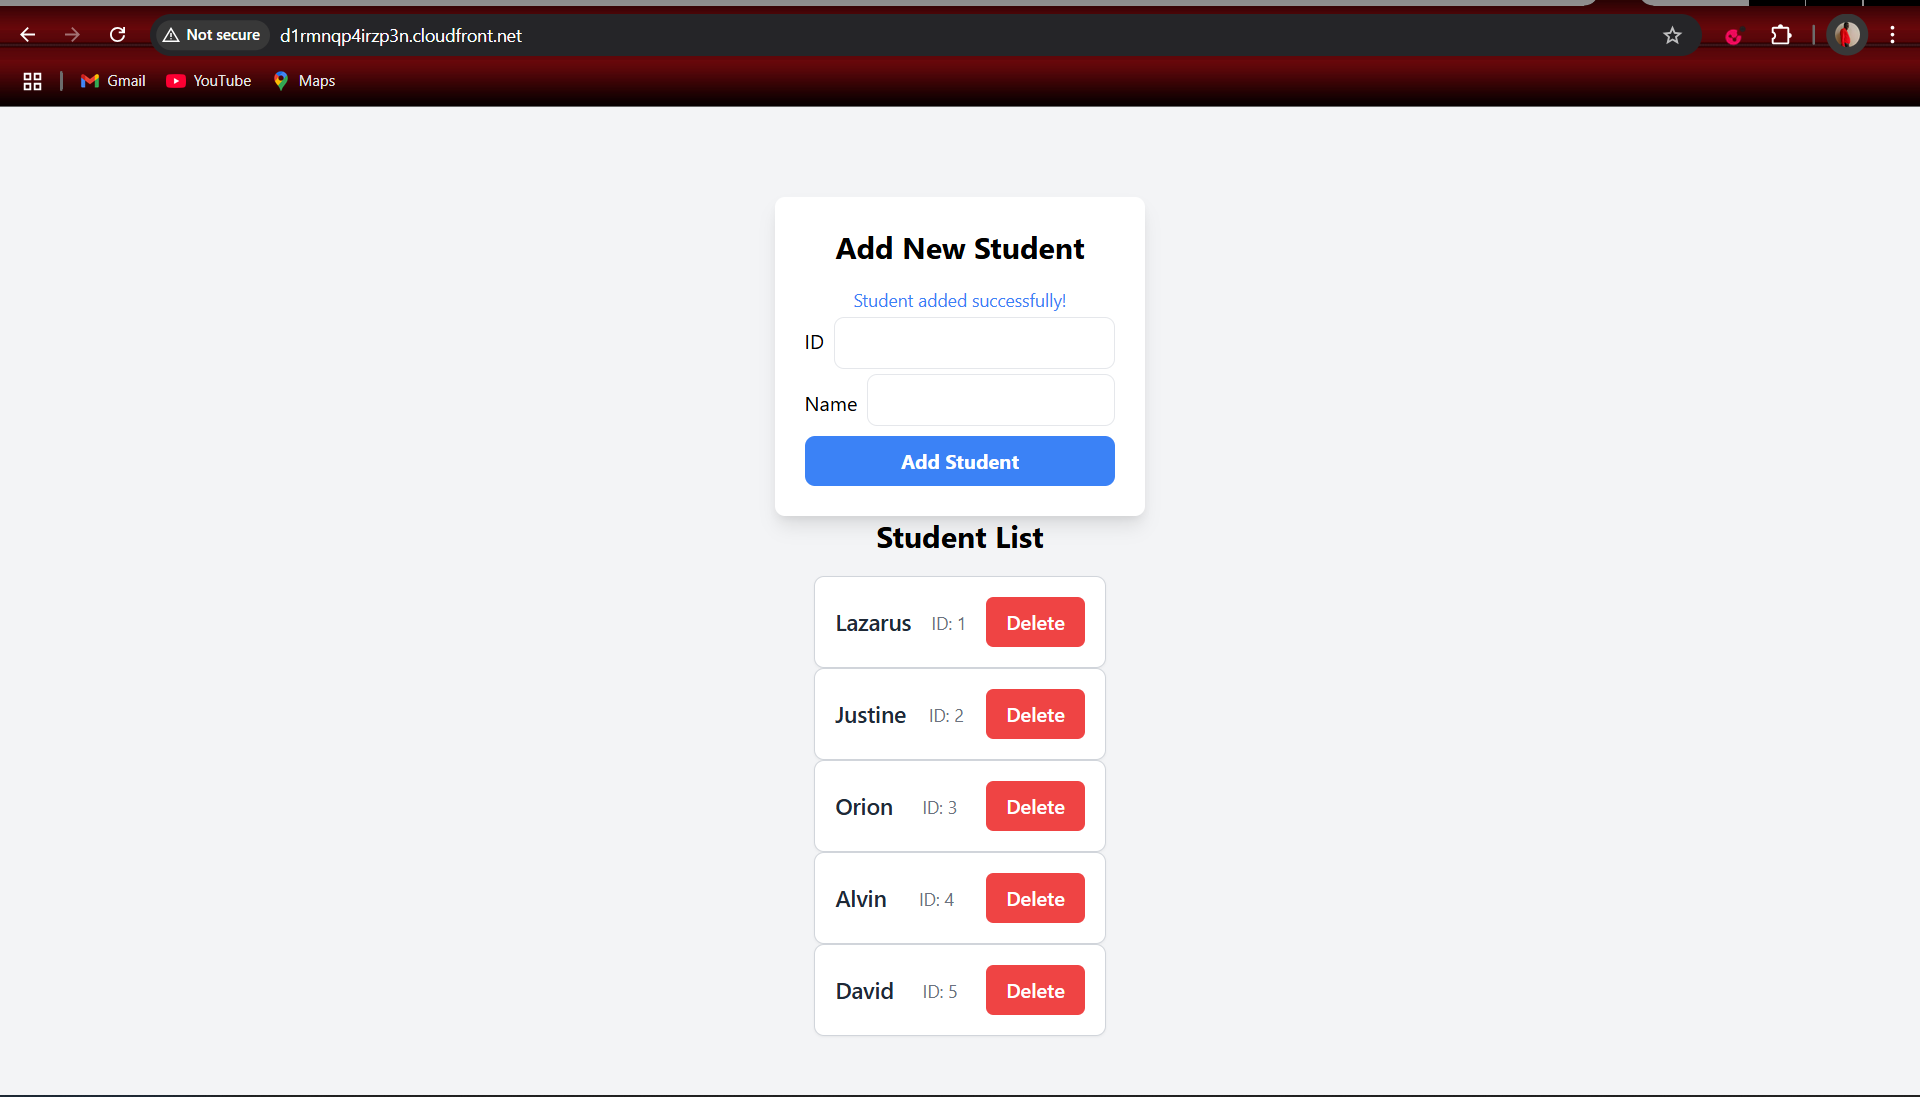 Not secure d1rmnqp4irzp3n.cloudfront.net
Gmail YouTube Maps
Add New Student
Student added successfully!
ID
Name
Add Student
Student List
Lazarus ID: 1 Delete
Justine ID: 2 Delete
Orion ID: 3 Delete
Alvin ID: 4 Delete
David ID: 5 Delete